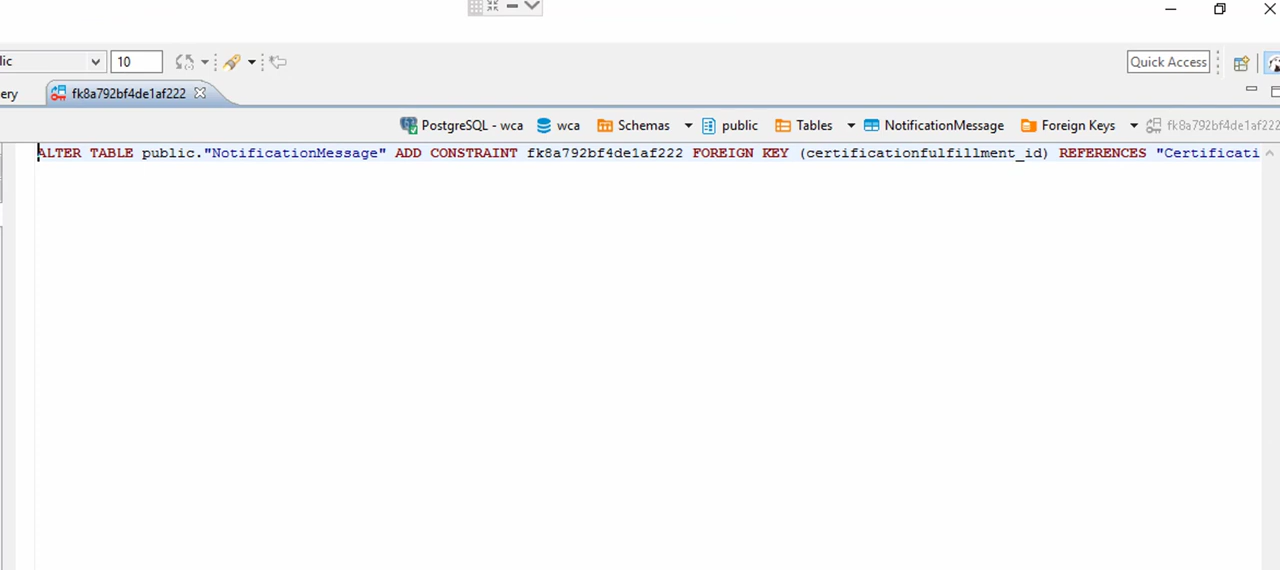 lic 10 Quick Access
ery fk8a792bf4de1af222
PostgreSQL - wca wca Schemas public Tables NotificationMessage Foreign Keys fk8a792bf4de1af222
ALTER TABLE public."NotificationMessage" ADD CONSTRAINT fk8a792bf4de1af222 FOREIGN KEY (certificationfulfillment_id) REFERENCES "Certificati